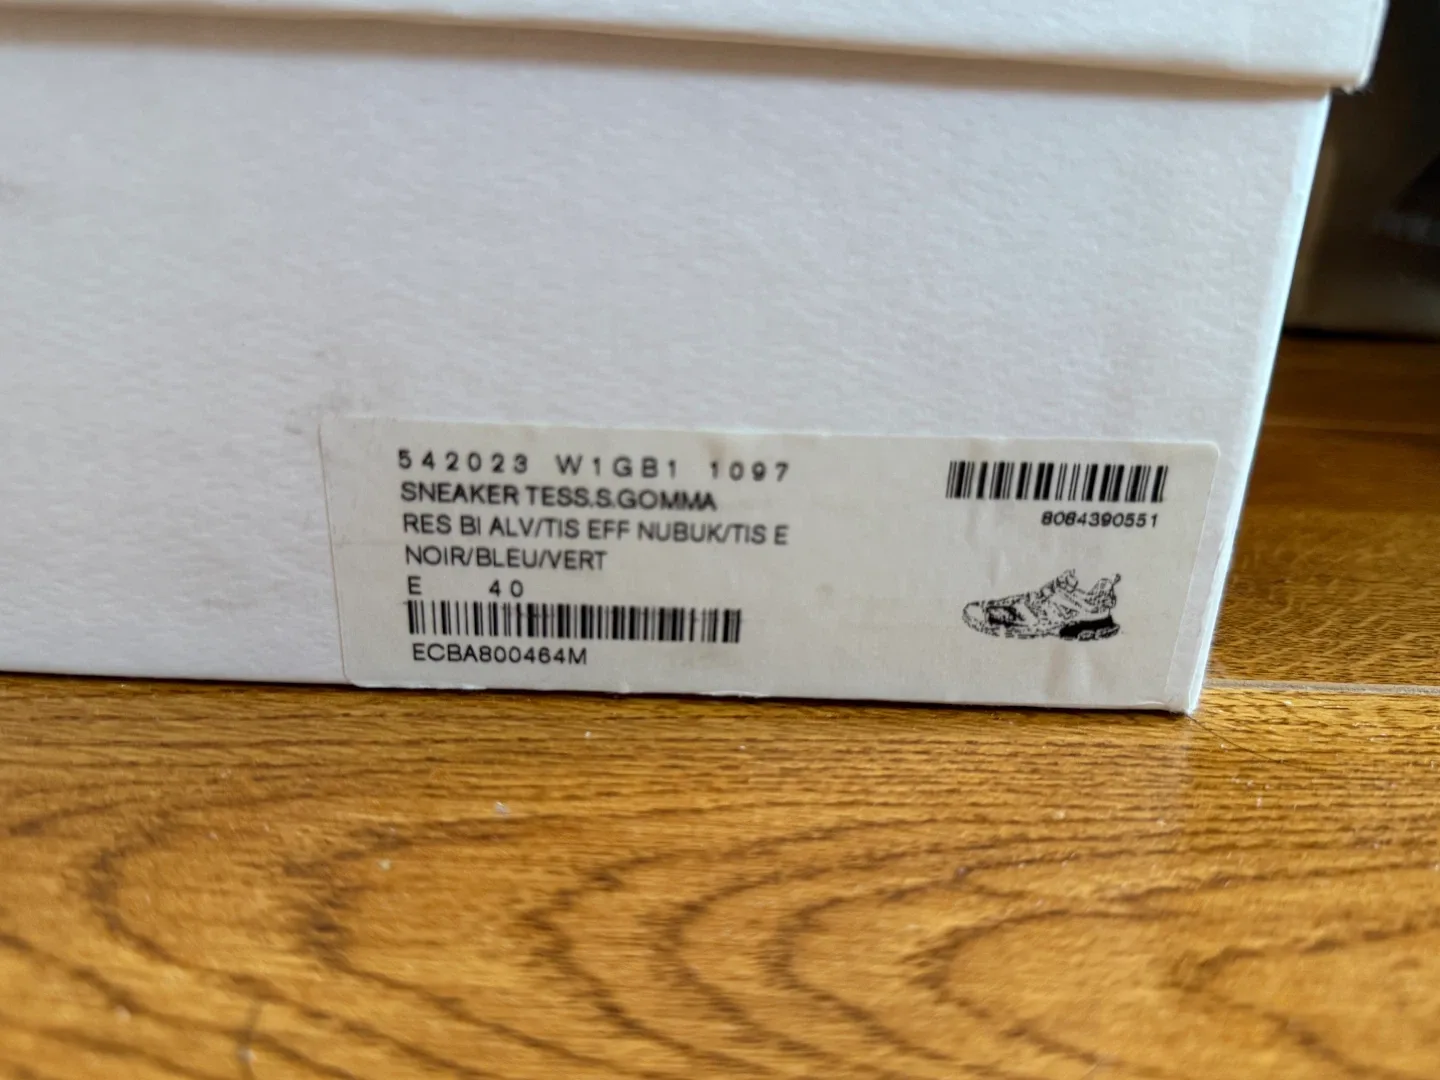 542023 W1GB1 1097
SNEAKER TESS.S.GOMMA
RES BI ALV/TIS EFF NUBUK/TIS E
NOIR/BLEU/VERT
E 40
ECBA800464M
8084390551